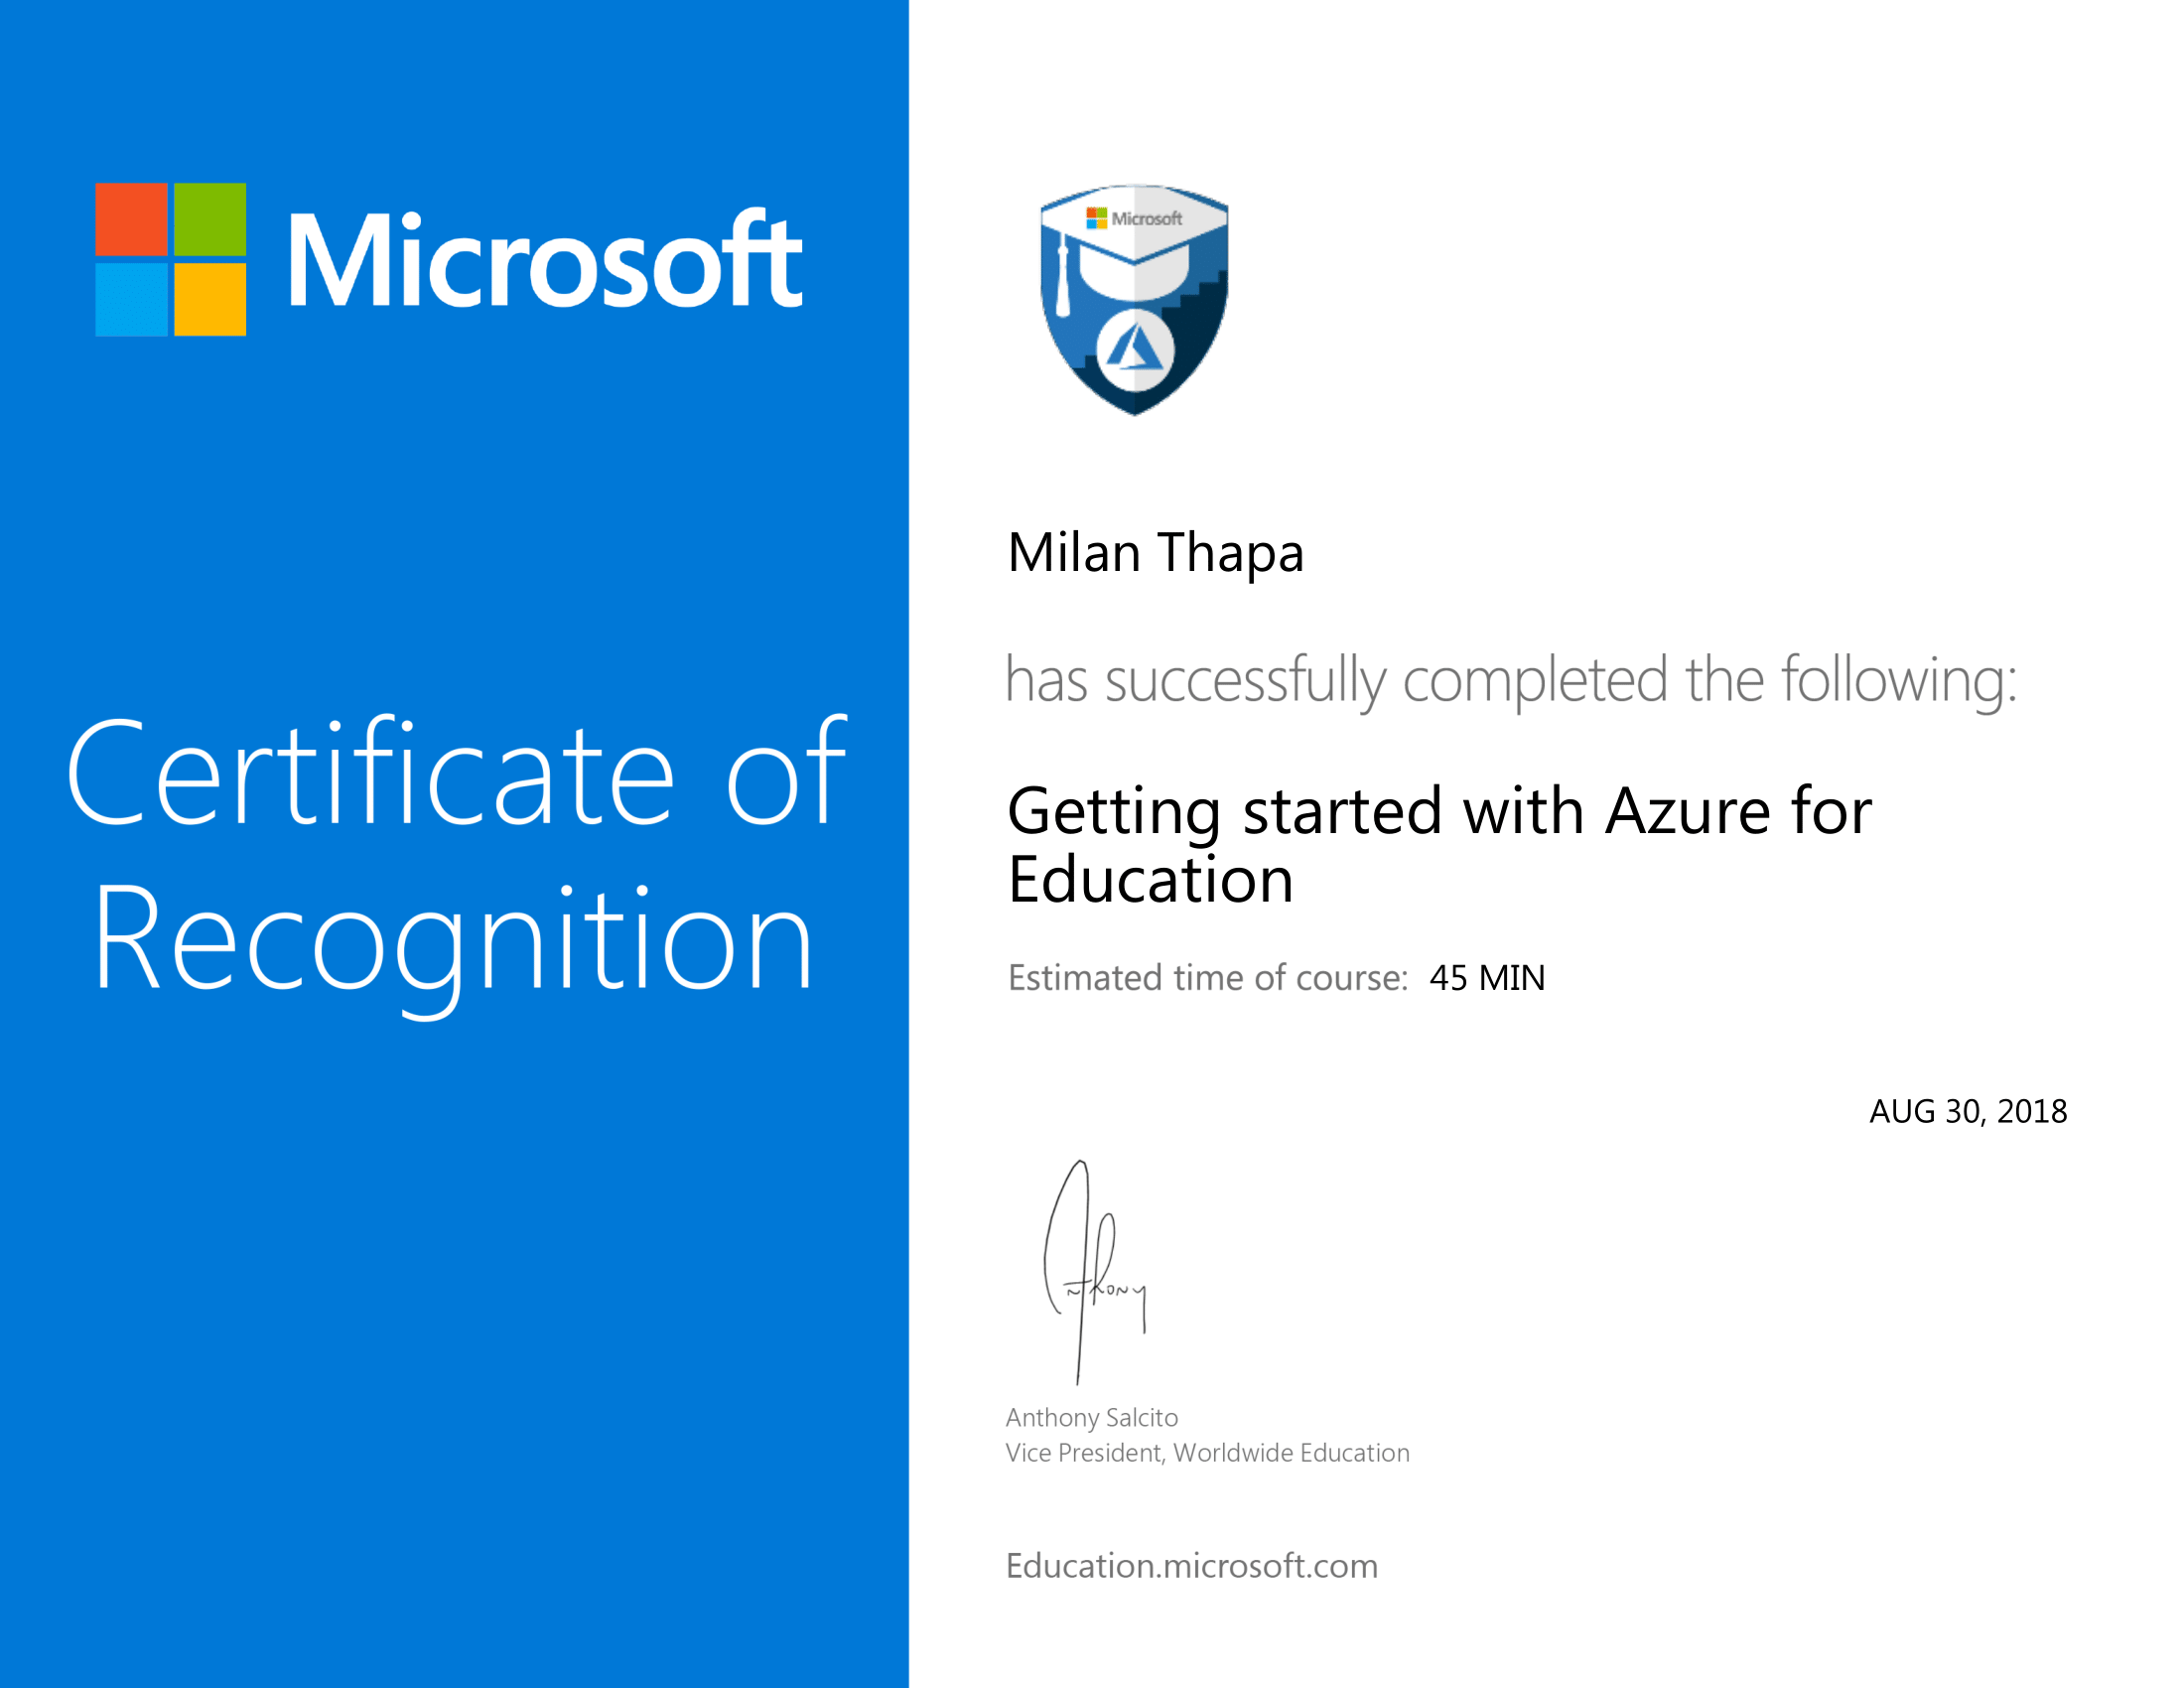 Microsoft
Certificate of
Recognition
Microsoft
Milan Thapa
has successfully completed the following:
Getting started with Azure for
Education
Estimated time of course: 45 MIN
AUG 30, 2018
Anthony
Anthony Salcito
Vice President, Worldwide Education
Education.microsoft.com